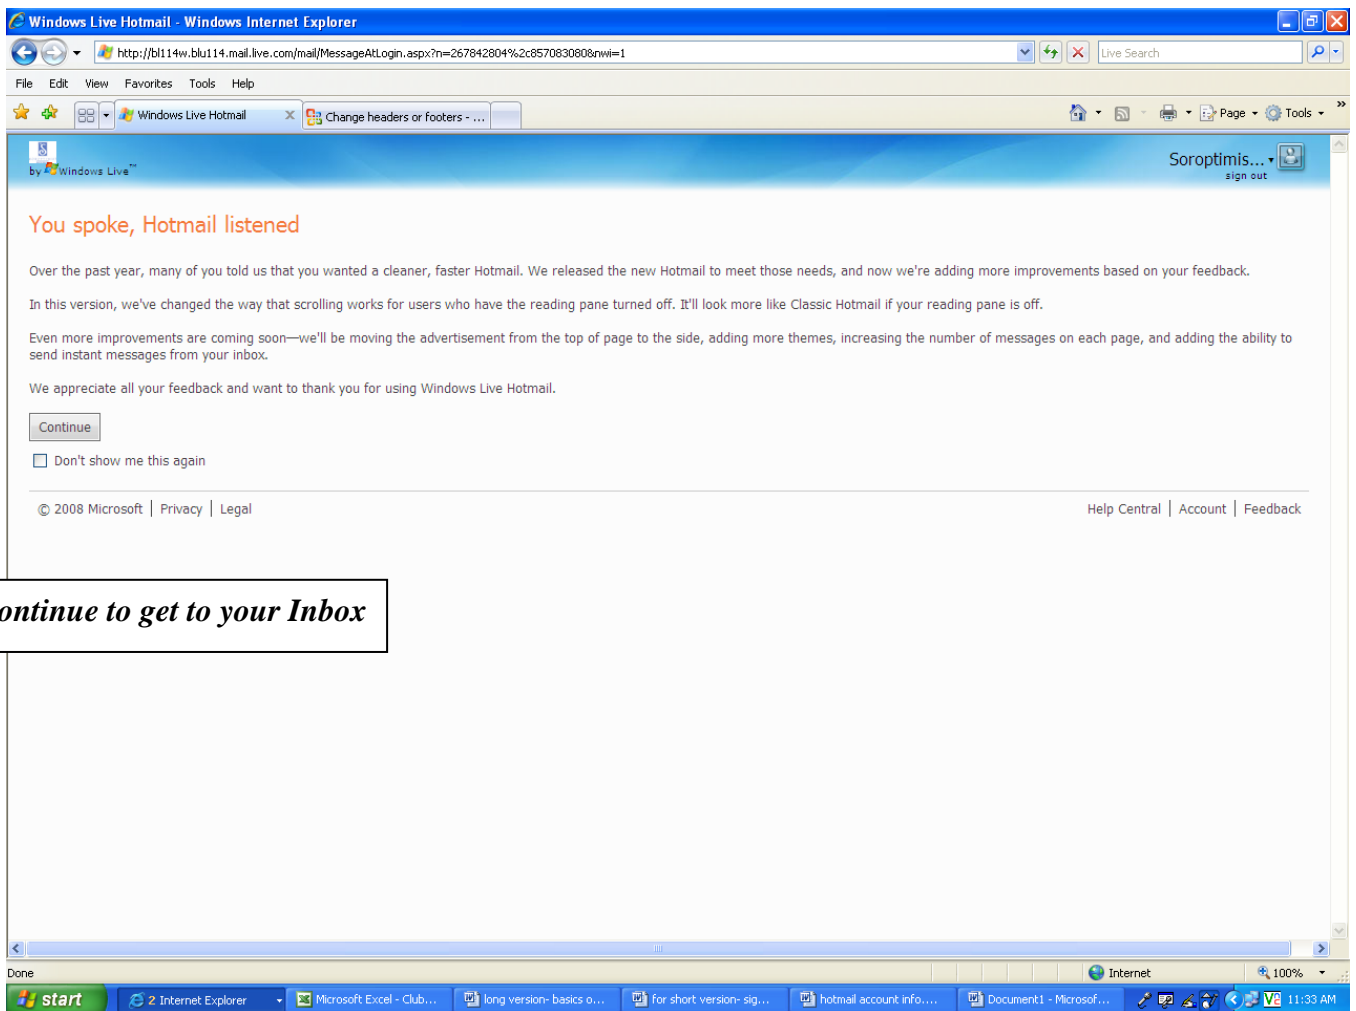 Windows Live Hotmail - Windows Internet Explorer
http://bl114w.blu114.mail.live.com/mail/MessageAtLogin.aspx?n=267842804%2c857083080&nwi=1
Live Search
File Edit View Favorites Tools Help
Windows Live Hotmail
Change headers or footers - ...
Page
Tools
by Windows Live™
Soroptimis...
sign out
You spoke, Hotmail listened
Over the past year, many of you told us that you wanted a cleaner, faster Hotmail. We released the new Hotmail to meet those needs, and now we're adding more improvements based on your feedback.
In this version, we've changed the way that scrolling works for users who have the reading pane turned off. It'll look more like Classic Hotmail if your reading pane is off.
Even more improvements are coming soon—we'll be moving the advertisement from the top of page to the side, adding more themes, increasing the number of messages on each page, and adding the ability to
send instant messages from your inbox.
We appreciate all your feedback and want to thank you for using Windows Live Hotmail.
Continue
Don't show me this again
© 2008 Microsoft | Privacy | Legal
Help Central | Account | Feedback
ontinue to get to your Inbox
Done
Internet
100%
start
2 Internet Explorer
Microsoft Excel - Club...
long version- basics o...
for short version- sig...
hotmail account info....
Document1 - Microsof...
11:33 AM